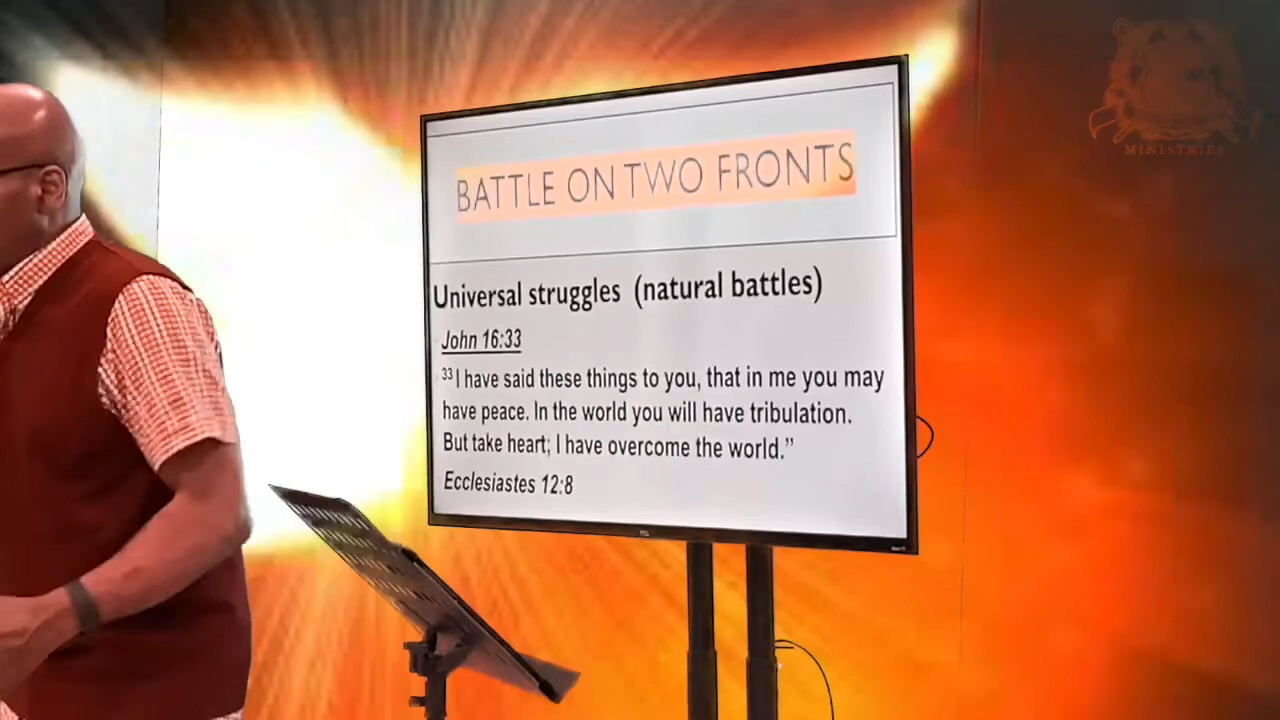 BATTLE ON TWO FRONTS
Universal struggles (natural battles)
John 16:33
33 I have said these things to you, that in me you may
have peace. In the world you will have tribulation.
But take heart; I have overcome the world.”
Ecclesiastes 12:8
MINISTRIES
TCL